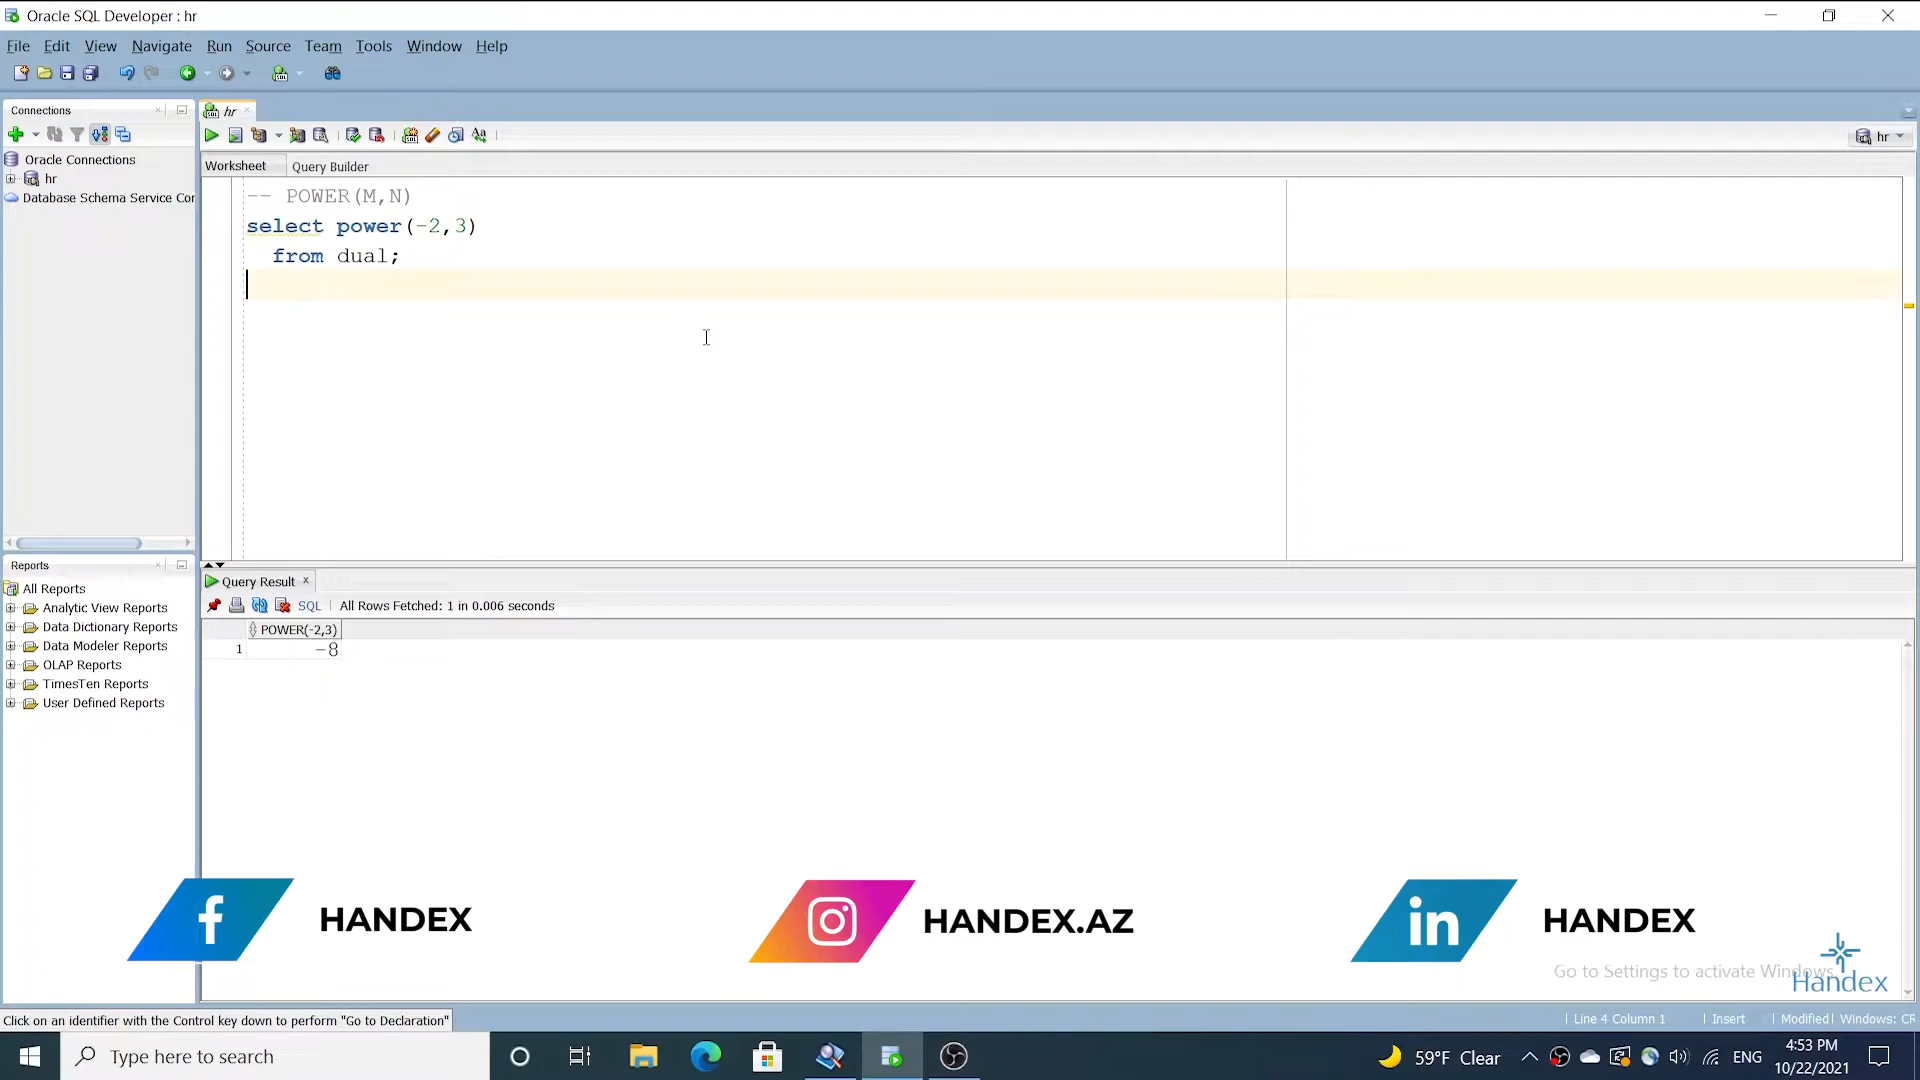 Oracle SQL Developer : hr
File Edit View Navigate Run Source Team Tools Window Help
Connections
Oracle Connections
hr
Database Schema Service Cor
hr
hr
Worksheet Query Builder
-- POWER(M,N)
select power(-2,3)
from dual;
Reports
All Reports
Analytic View Reports
Data Dictionary Reports
Data Modeler Reports
OLAP Reports
TimesTen Reports
User Defined Reports
Query Result
SQL All Rows Fetched: 1 in 0.006 seconds
POWER(-2,3)
1 -8
HANDEX
HANDEX.AZ
HANDEX
Go to Settings to activate Windows.
Handex
Click on an identifier with the Control key down to perform "Go to Declaration"
Line 4 Column 1 Insert Modified Windows: CR
Type here to search
59°F Clear
ENG
4:53 PM
10/22/2021